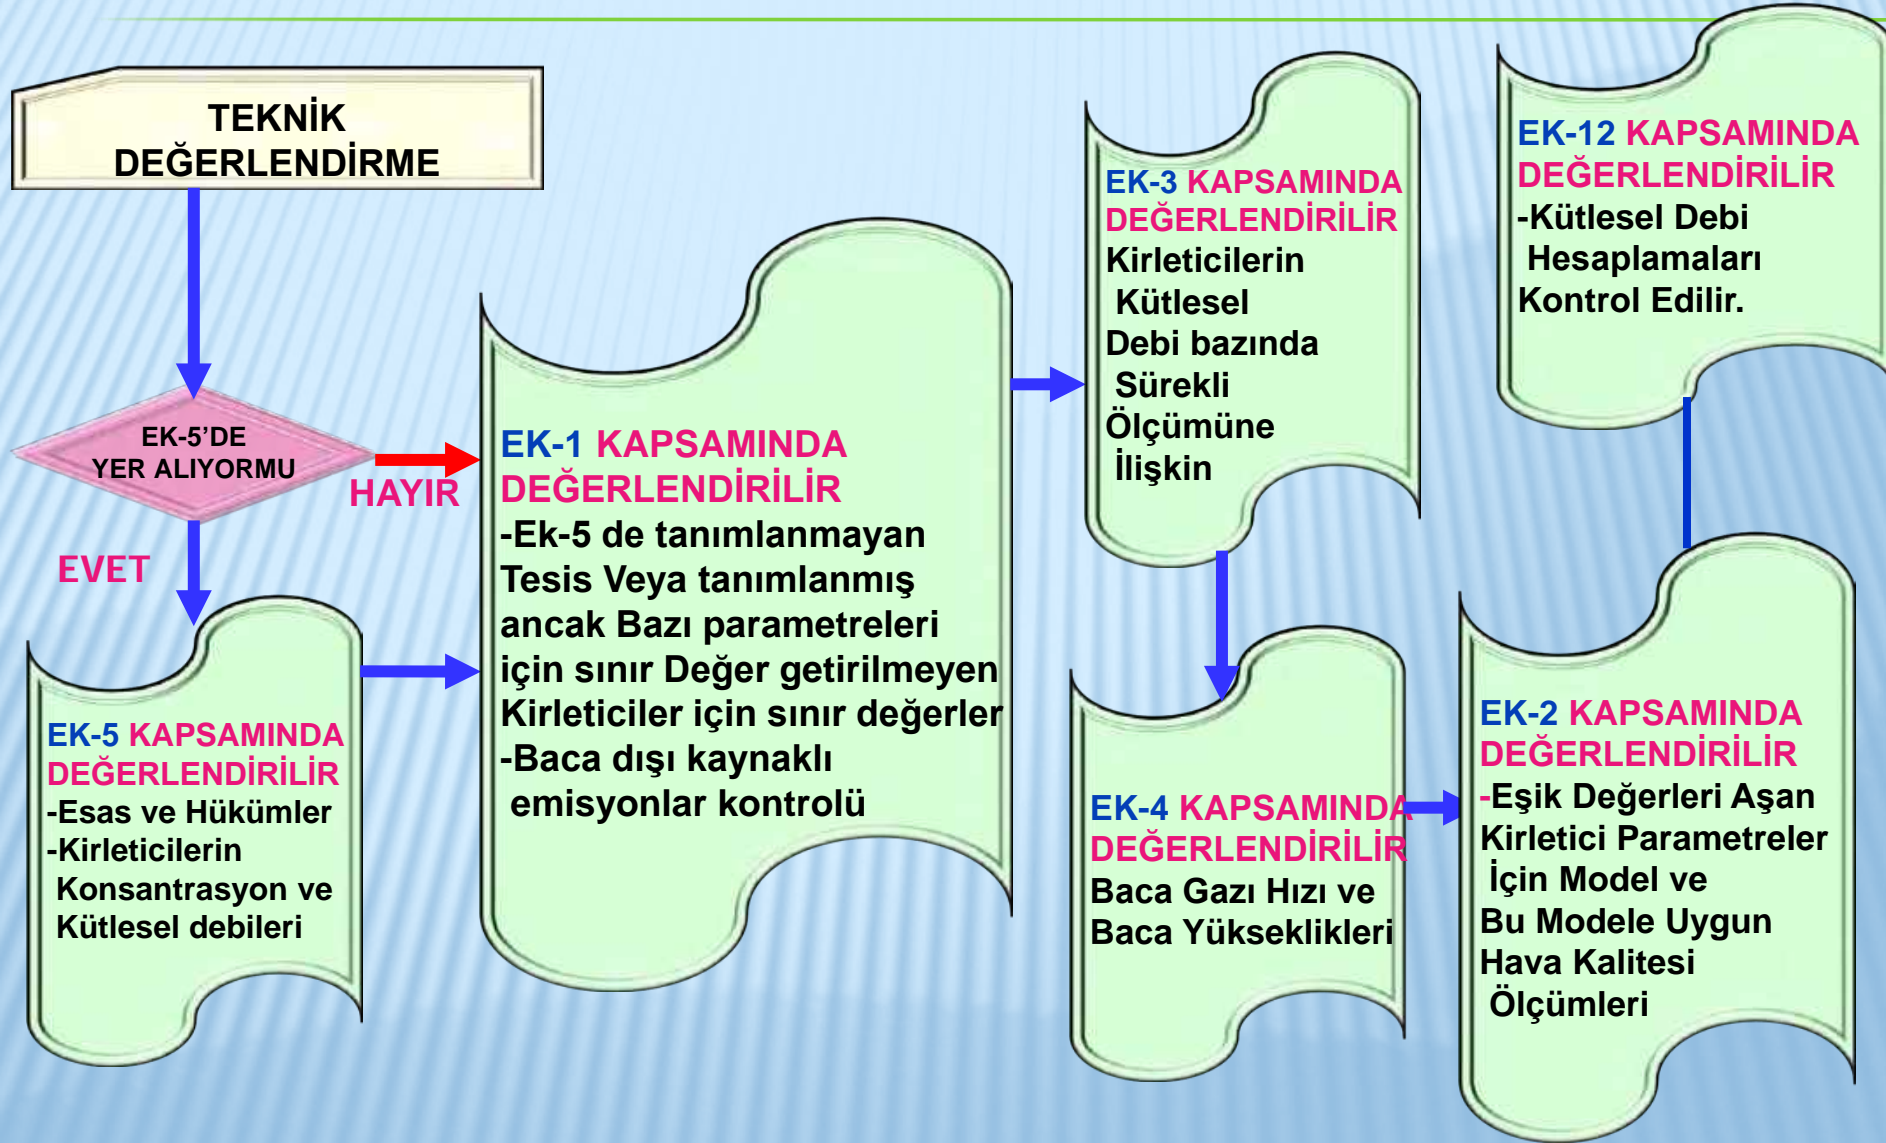 TEKNİK
DEĞERLENDİRME
EK-5’DE
YER ALIYORMU
HAYIR
EVET
EK-5 KAPSAMINDA
DEĞERLENDİRİLİR
-Esas ve Hükümler
-Kirleticilerin
Konsantrasyon ve
Kütlesel debileri
EK-1 KAPSAMINDA
DEĞERLENDİRİLİR
-Ek-5 de tanımlanmayan
Tesis Veya tanımlanmış
ancak Bazı parametreleri
için sınır Değer getirilmeyen
Kirleticiler için sınır değerler
-Baca dışı kaynaklı
emisyonlar kontrolü
EK-3 KAPSAMINDA
DEĞERLENDİRİLİR
Kirleticilerin
Kütlesel
Debi bazında
Sürekli
Ölçümüne
İlişkin
EK-4 KAPSAMINDA
DEĞERLENDİRİLİR
Baca Gazı Hızı ve
Baca Yükseklikleri
EK-12 KAPSAMINDA
DEĞERLENDİRİLİR
-Kütlesel Debi
Hesaplamaları
Kontrol Edilir.
EK-2 KAPSAMINDA
DEĞERLENDİRİLİR
-Eşik Değerleri Aşan
Kirletici Parametreler
İçin Model ve
Bu Modele Uygun
Hava Kalitesi
Ölçümleri